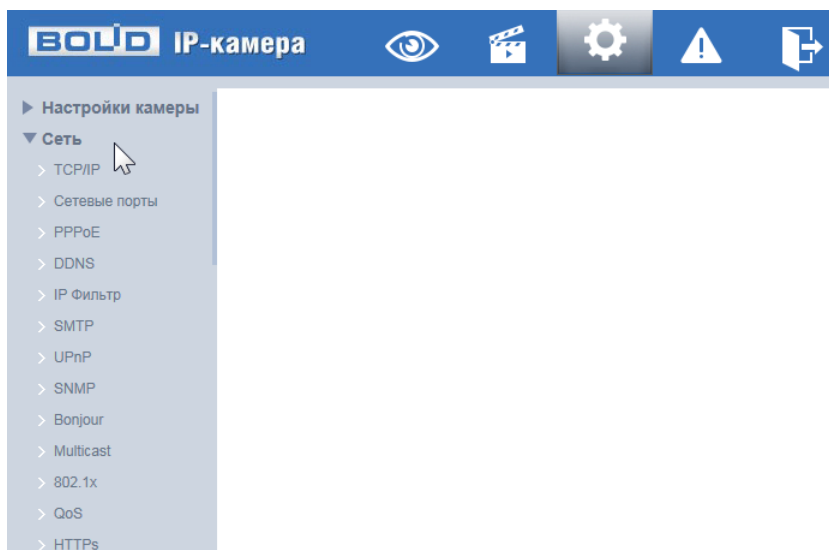 BOLID IP-камера
Настройки камеры
Сеть
TCP/IP
Сетевые порты
PPPoE
DDNS
IP Фильтр
SMTP
UPnP
SNMP
Bonjour
Multicast
802.1x
QoS
HTTPs